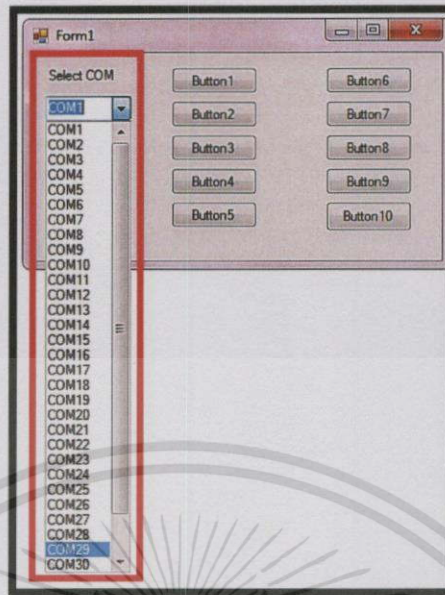 Form1
Select COM
COM1
COM1
COM2
COM3
COM4
COM5
COM6
COM7
COM8
COM9
COM10
COM11
COM12
COM13
COM14
COM15
COM16
COM17
COM18
COM19
COM20
COM21
COM22
COM23
COM24
COM25
COM26
COM27
COM28
COM29
COM30
Button1
Button2
Button3
Button4
Button5
Button6
Button7
Button8
Button9
Button10